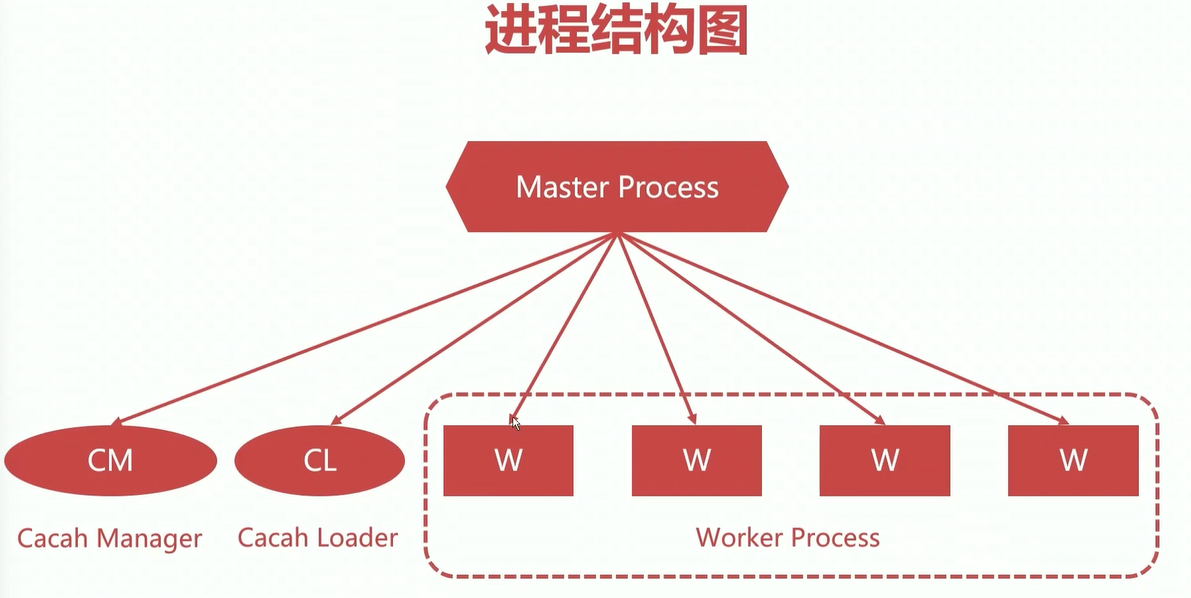 进程结构图
Master Process
CM
CL
W
W
W
W
Cacah Manager
Cacah Loader
Worker Process